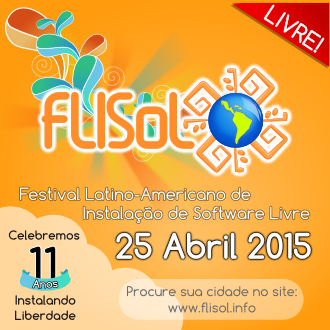 LIVRE!
FLISoL
Festival Latino-Americano de
Instalação de Software Livre
25 Abril 2015
Celebremos
11
Anos
Instalando
Liberdade
Procure sua cidade no site:
www.flisol.info